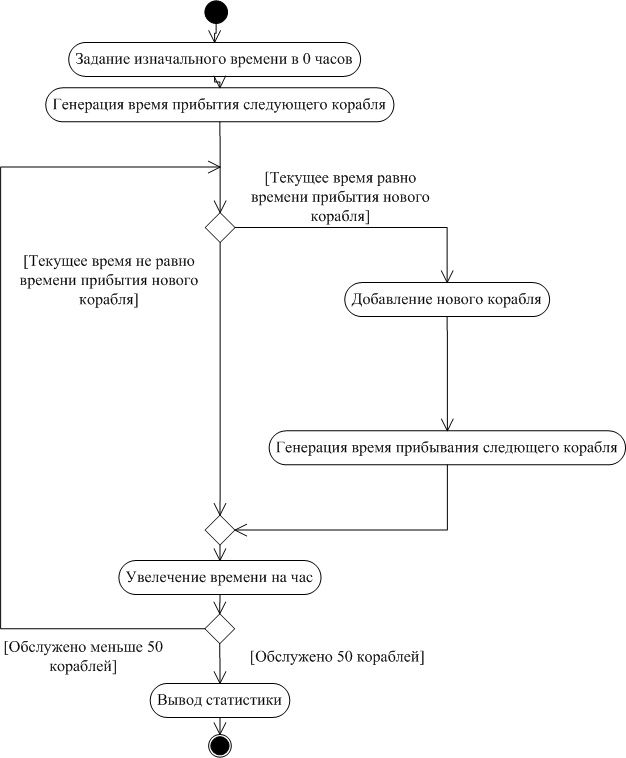 Задание изначального времени в 0 часов
Генерация время прибытия следующего корабля
[Текущее время равно
времени прибытия нового
корабля]
[Текущее время не равно
времени прибытия нового
корабля]
Добавление нового корабля
Генерация время прибывания следющего корабля
Увелечение времени на час
[Обслужено меньше 50
кораблей]
[Обслужено 50 кораблей]
Вывод статистики